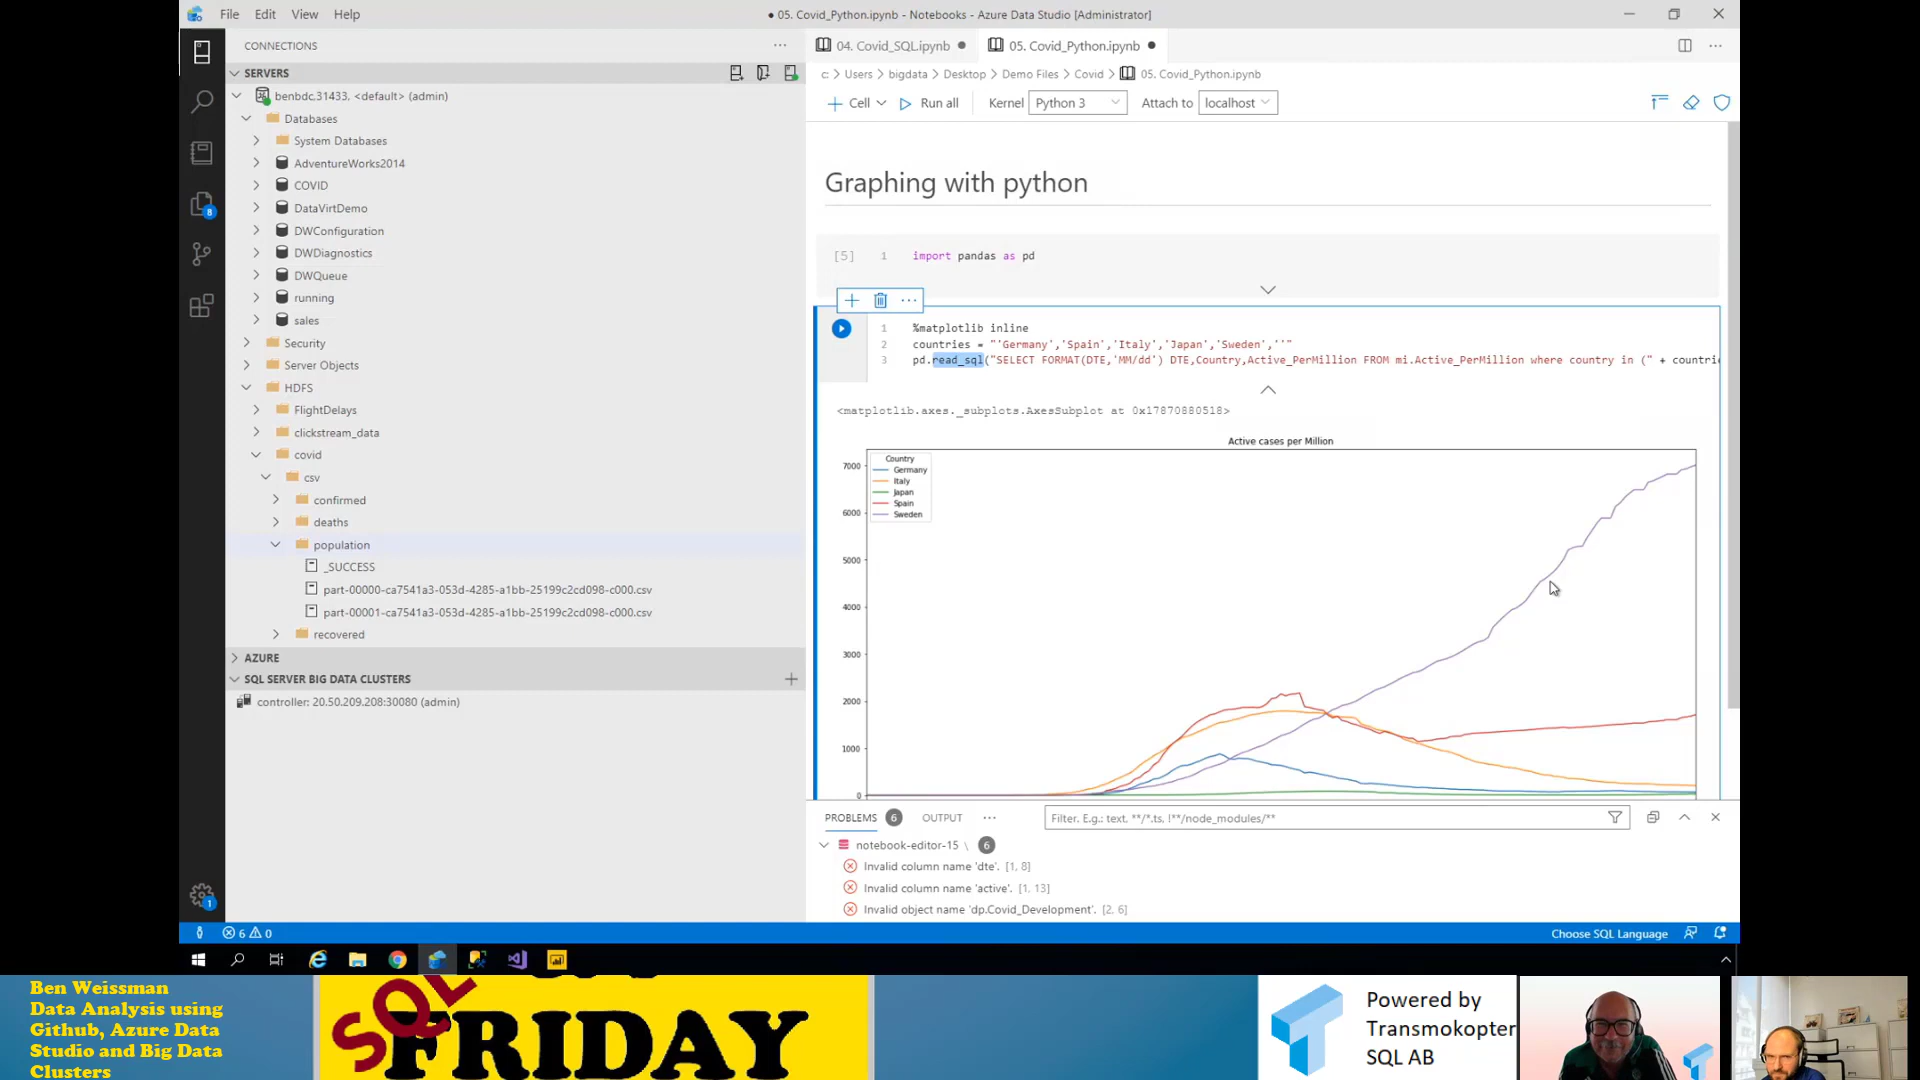 File Edit View Help
● 05. Covid_Python.ipynb - Notebooks - Azure Data Studio [Administrator]
CONNECTIONS
SERVERS
benbdc,31433, <default> (admin)
Databases
System Databases
AdventureWorks2014
COVID
DataVirtDemo
DWConfiguration
DWDiagnostics
DWQueue
running
sales
Security
Server Objects
HDFS
FlightDelays
clickstream_data
covid
csv
confirmed
deaths
population
_SUCCESS
part-00000-ca7541a3-053d-4285-a1bb-25199c2cd098-c000.csv
part-00001-ca7541a3-053d-4285-a1bb-25199c2cd098-c000.csv
recovered
AZURE
SQL SERVER BIG DATA CLUSTERS
controller: 20.50.209.208:30080 (admin)
8
1
04. Covid_SQL.ipynb ● 05. Covid_Python.ipynb ●
c: > Users > bigdata > Desktop > Demo Files > Covid > 05. Covid_Python.ipynb
Cell Run all Kernel Python 3 Attach to localhost
Graphing with python
[5] 1 import pandas as pd
1 %matplotlib inline
2 countries = "'Germany','Spain','Italy','Japan','Sweden',''"
3 pd.read_sql("SELECT FORMAT(DTE,'MM/dd') DTE,Country,Active_PerMillion FROM mi.Active_PerMillion where country in (" + countrie
<matplotlib.axes._subplots.AxesSubplot at 0x17870880518>
Active cases per Million
Country
Germany
Italy
Japan
Spain
Sweden
7000
6000
5000
4000
3000
2000
1000
0
PROBLEMS 6 OUTPUT
Filter. E.g.: text, **/*.ts, !**/node_modules/**
notebook-editor-15 \ 6
Invalid column name 'dte'. [1, 8]
Invalid column name 'active'. [1, 13]
Invalid object name 'dp.Covid_Development'. [2, 6]
6 0
Choose SQL Language
Ben Weissman
Data Analysis using
Github, Azure Data
Studio and Big Data
Clusters
SQL
FRIDAY
Powered by
Transmokopter
SQL AB